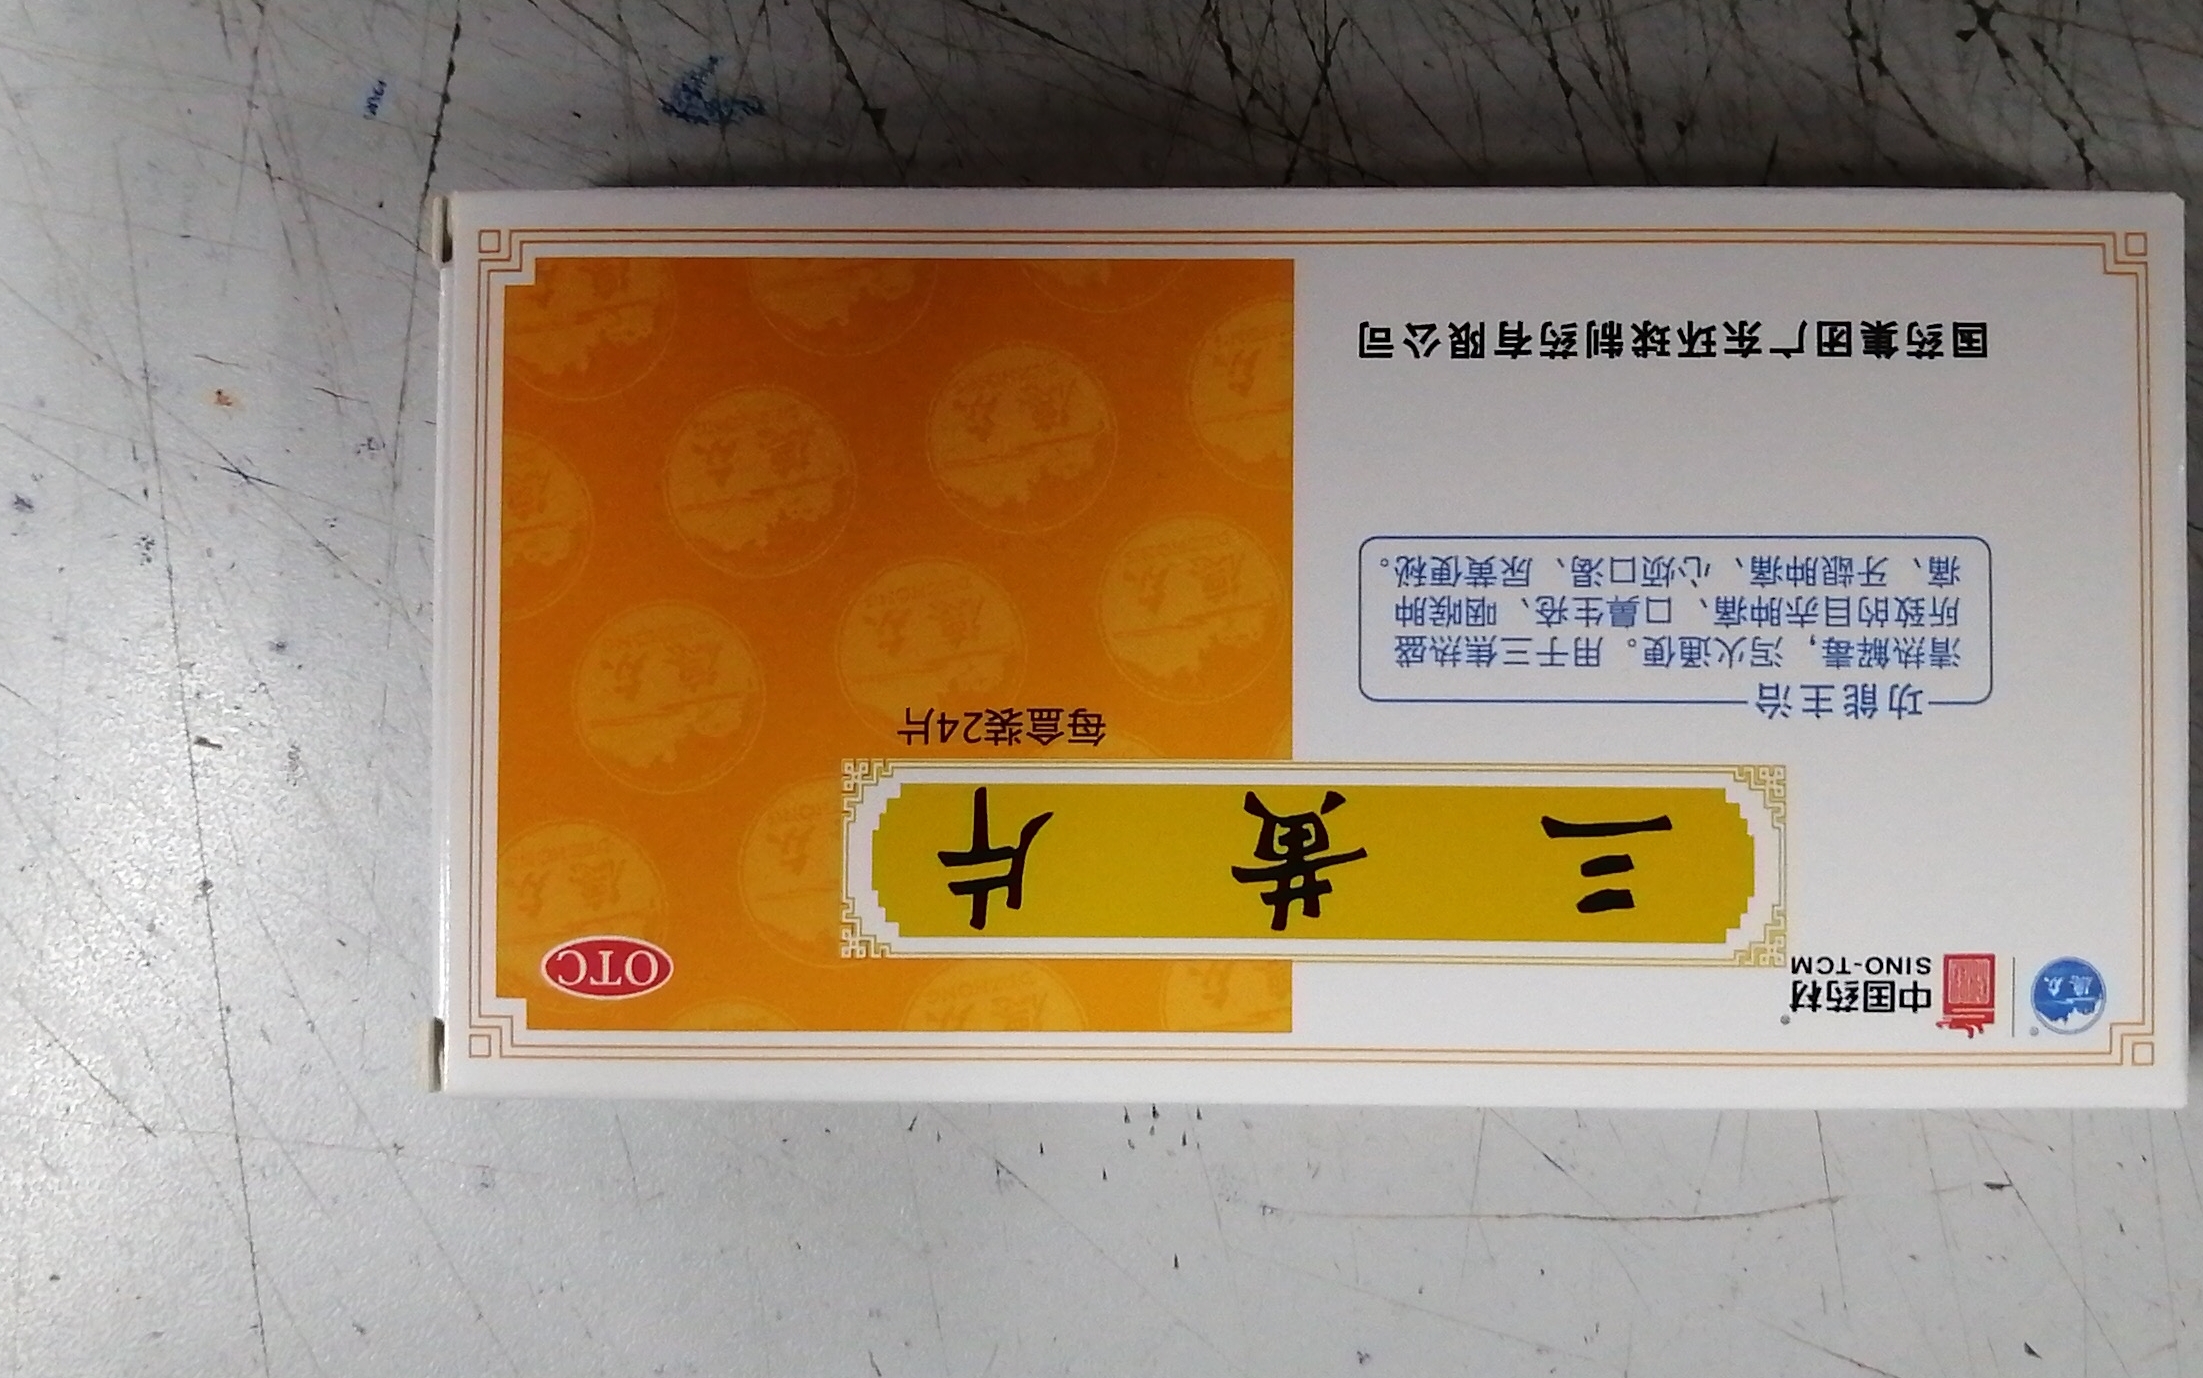 中国药材®
SINO-TCM
OTC
三黄片
每盒装24片
功能主治
清热解毒，泻火通便。用于三焦热盛
所致的目赤肿痛、口鼻生疮、咽喉肿
痛、牙龈肿痛、心烦口渴、尿黄便秘。
国药集团广东环球制药有限公司